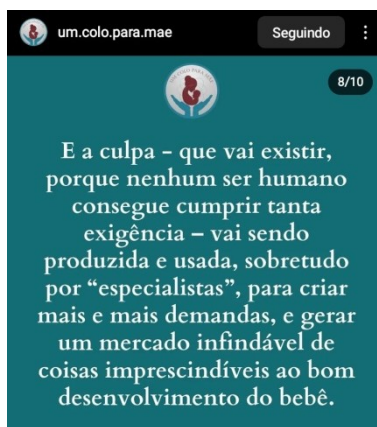 um.colo.para.mae
Seguindo
8/10
E a culpa – que vai existir,
porque nenhum ser humano
consegue cumprir tanta
exigência – vai sendo
produzida e usada, sobretudo
por “especialistas”, para criar
mais e mais demandas, e gerar
um mercado infindável de
coisas imprescindíveis ao bom
desenvolvimento do bebê.